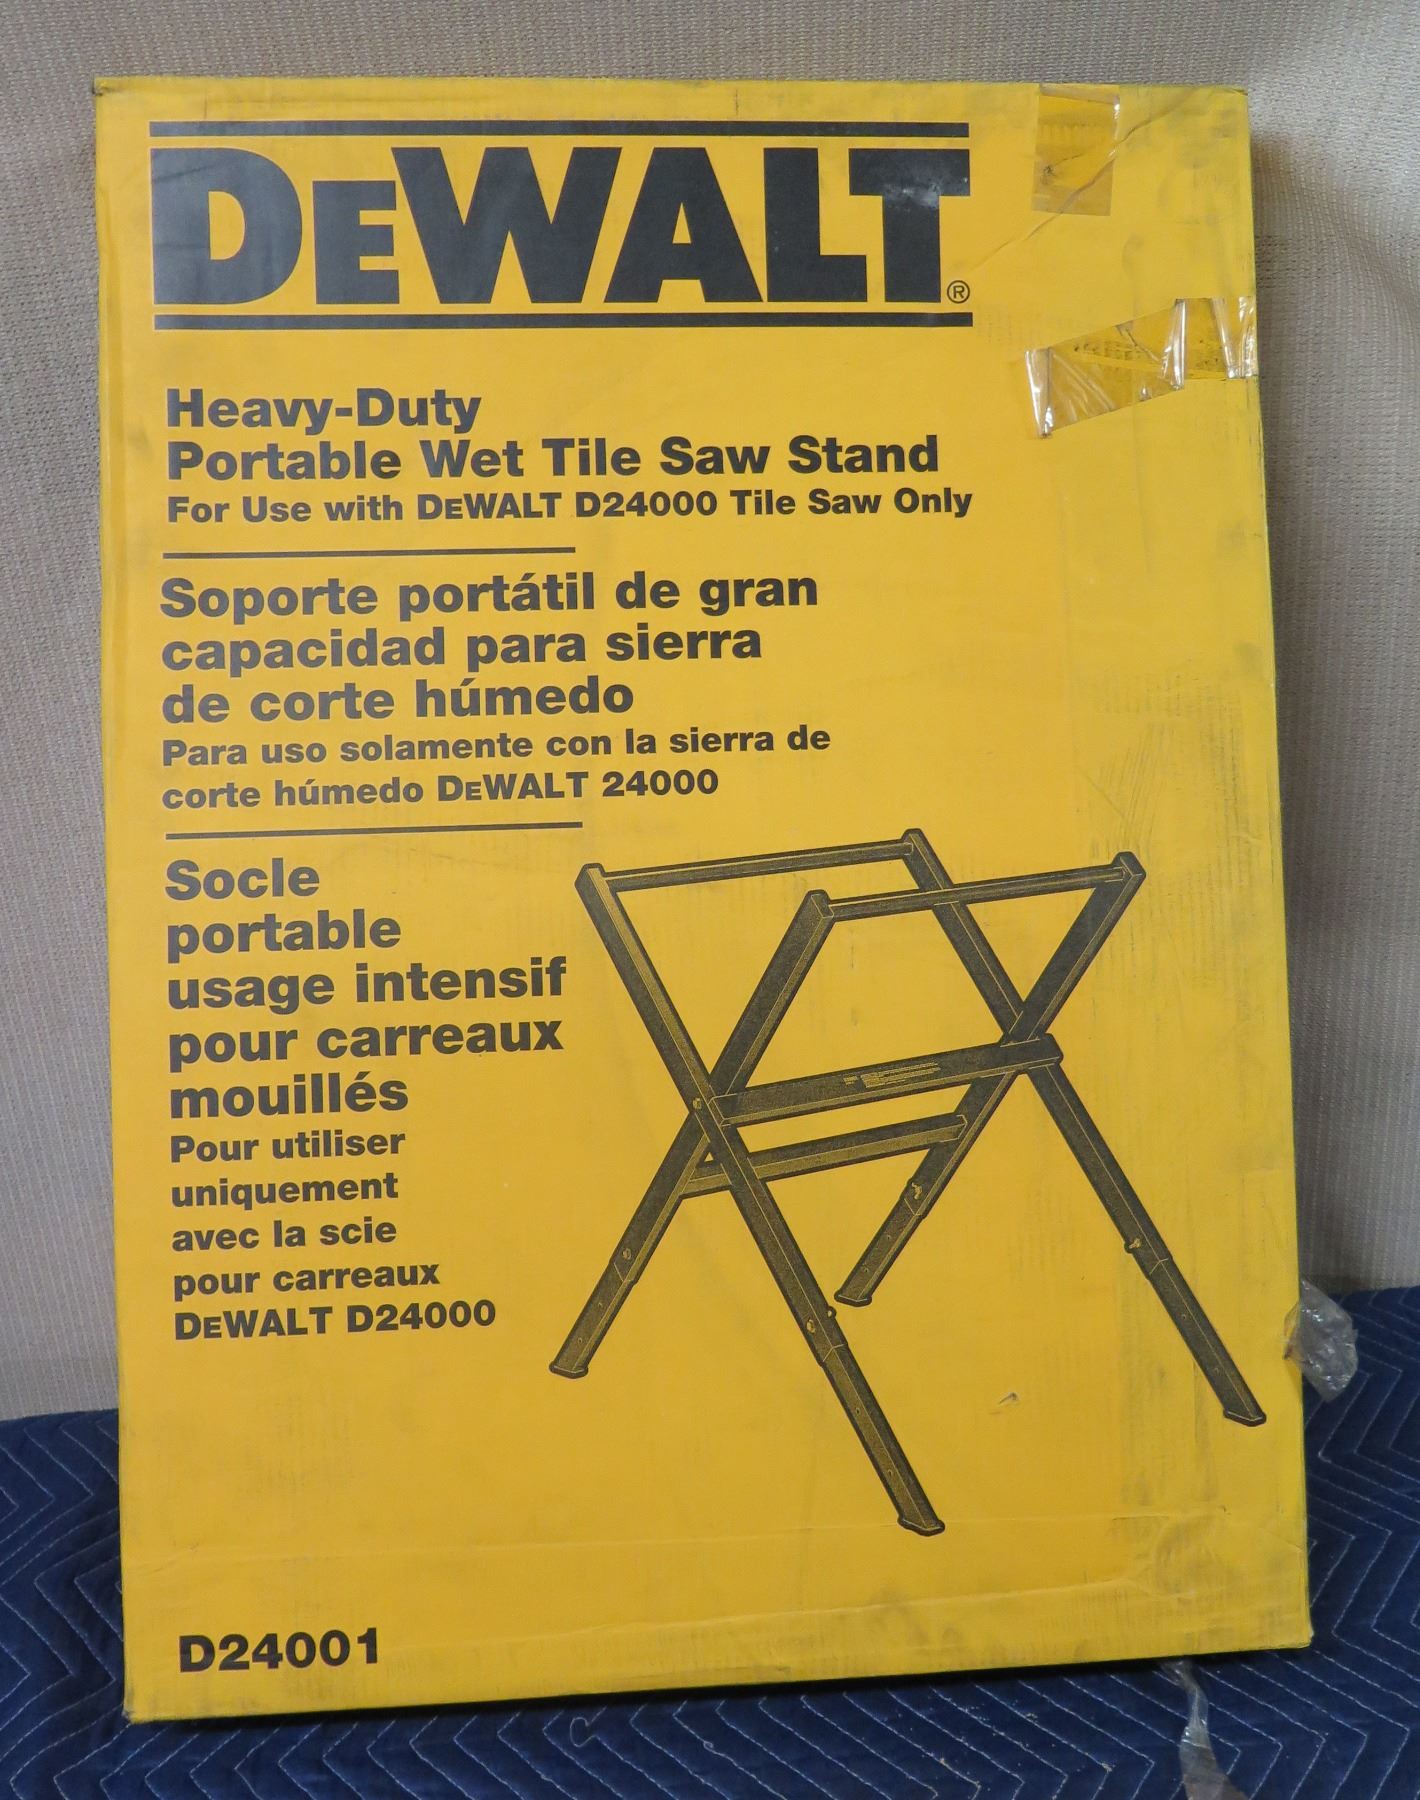 DEWALT®
Heavy-Duty
Portable Wet Tile Saw Stand
For Use with DEWALT D24000 Tile Saw Only
Soporte portátil de gran
capacidad para sierra
de corte húmedo
Para uso solamente con la sierra de
corte húmedo DEWALT 24000
Socle
portable
usage intensif
pour carreaux
mouillés
Pour utiliser
uniquement
avec la scie
pour carreaux
DEWALT D24000
D24001